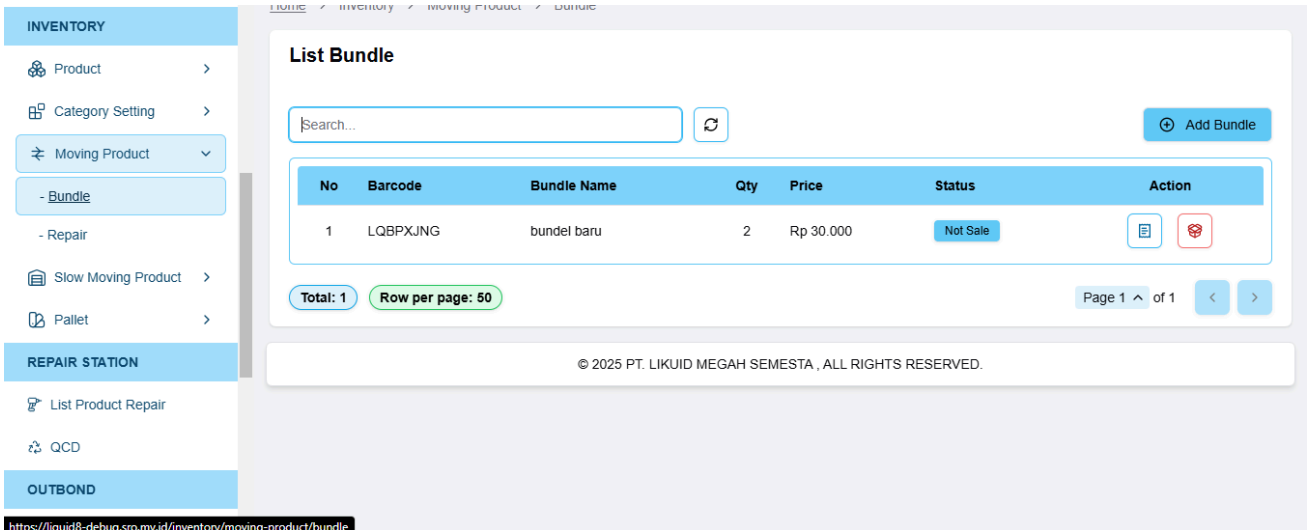 Home > Inventory > Moving Product > Bundle
INVENTORY
Product
Category Setting
Moving Product
- Bundle
- Repair
Slow Moving Product
Pallet
REPAIR STATION
List Product Repair
QCD
OUTBOND
List Bundle
Search...
Add Bundle
No Barcode Bundle Name Qty Price Status Action
1 LQBPXJNG bundel baru 2 Rp 30.000 Not Sale
Total: 1 Row per page: 50 Page 1 of 1
© 2025 PT. LIKUID MEGAH SEMESTA , ALL RIGHTS RESERVED.
https://liquid8-debug.srp.my.id/inventory/moving-product/bundle